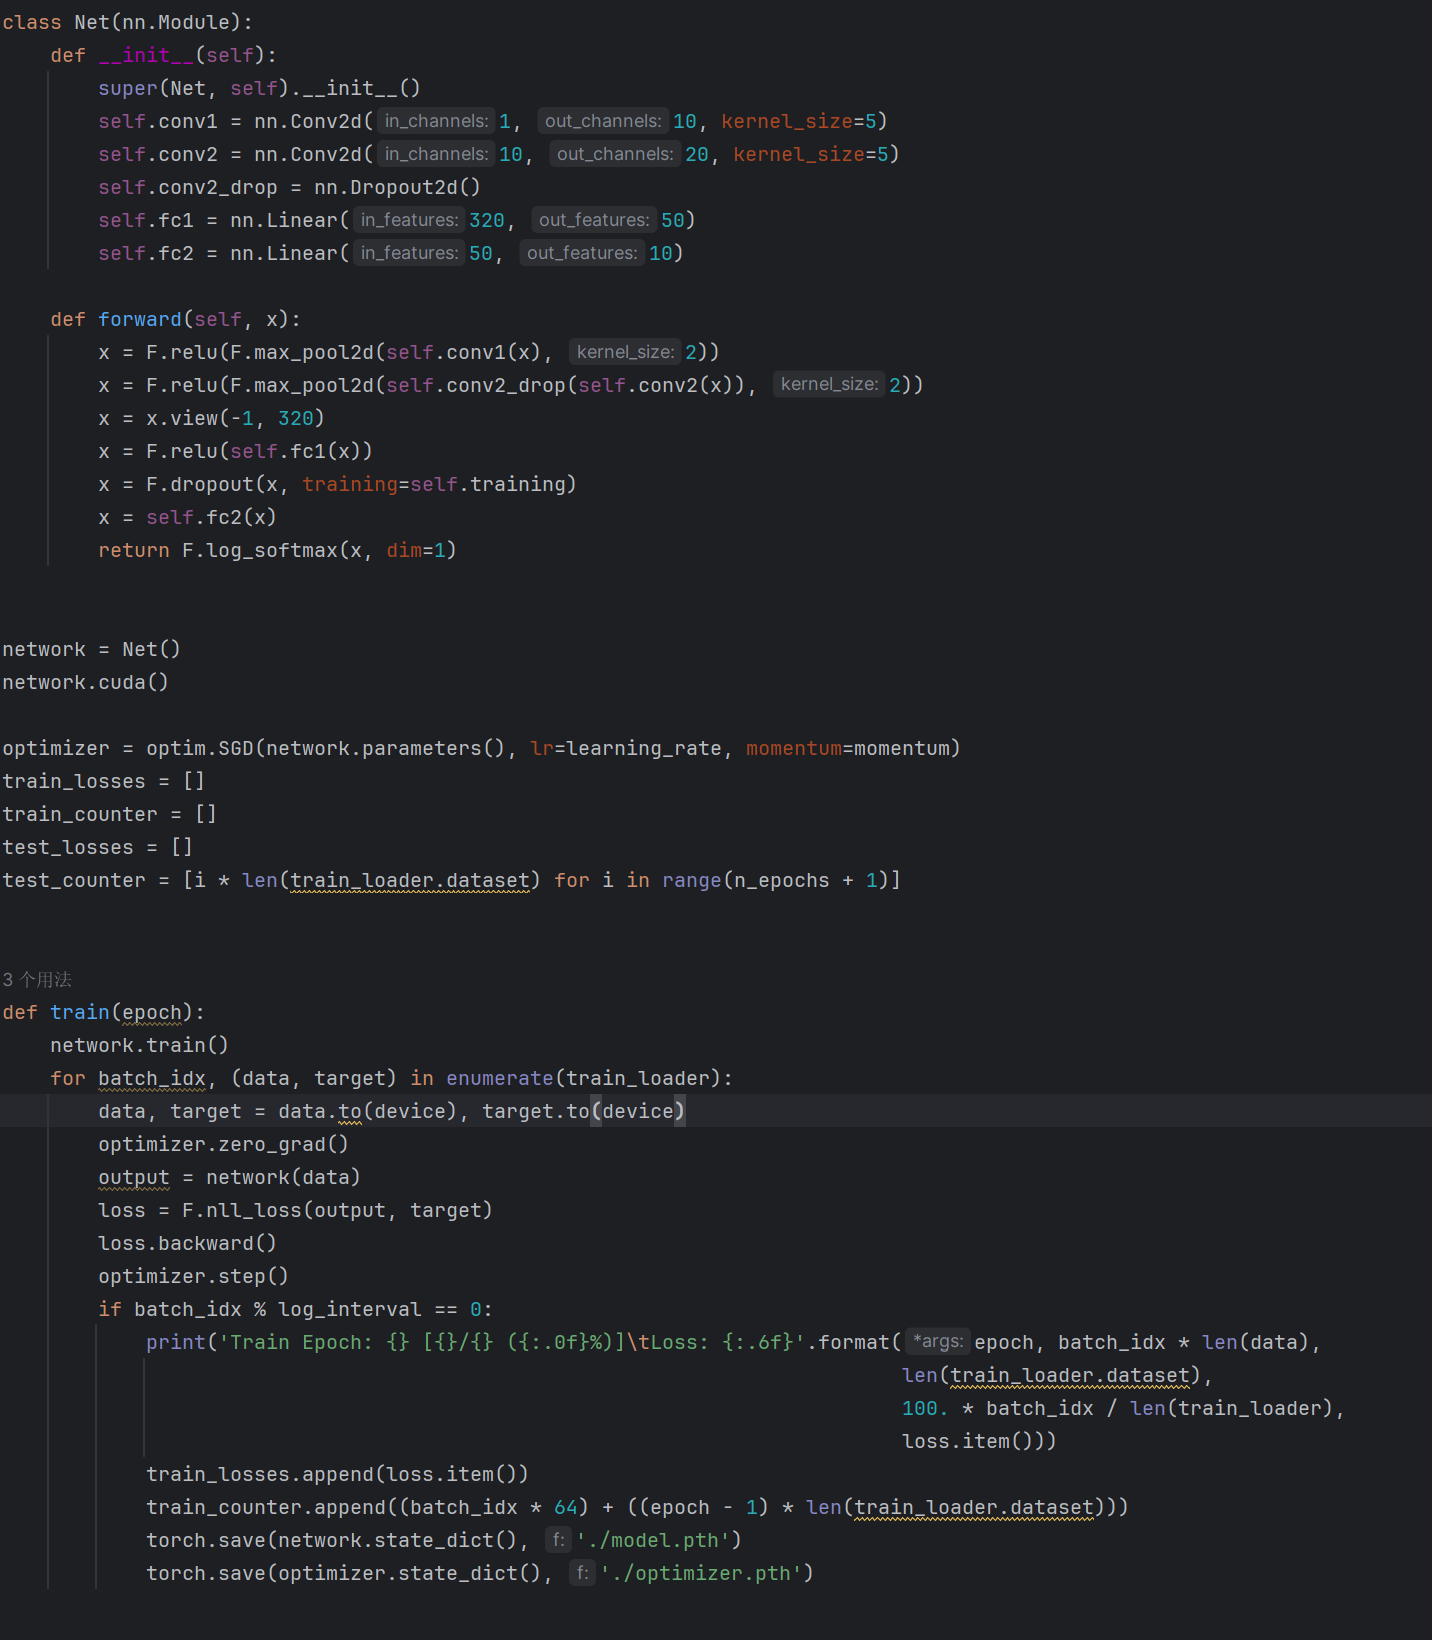 class Net(nn.Module):
    def __init__(self):
        super(Net, self).__init__()
        self.conv1 = nn.Conv2d( in_channels: 1,  out_channels: 10, kernel_size=5)
        self.conv2 = nn.Conv2d( in_channels: 10,  out_channels: 20, kernel_size=5)
        self.conv2_drop = nn.Dropout2d()
        self.fc1 = nn.Linear( in_features: 320,  out_features: 50)
        self.fc2 = nn.Linear( in_features: 50,  out_features: 10)
    def forward(self, x):
        x = F.relu(F.max_pool2d(self.conv1(x),  kernel_size: 2))
        x = F.relu(F.max_pool2d(self.conv2_drop(self.conv2(x)),  kernel_size: 2))
        x = x.view(-1, 320)
        x = F.relu(self.fc1(x))
        x = F.dropout(x, training=self.training)
        x = self.fc2(x)
        return F.log_softmax(x, dim=1)
network = Net()
network.cuda()
optimizer = optim.SGD(network.parameters(), lr=learning_rate, momentum=momentum)
train_losses = []
train_counter = []
test_losses = []
test_counter = [i * len(train_loader.dataset) for i in range(n_epochs + 1)]
3 个用法
def train(epoch):
    network.train()
    for batch_idx, (data, target) in enumerate(train_loader):
        data, target = data.to(device), target.to(device)
        optimizer.zero_grad()
        output = network(data)
        loss = F.nll_loss(output, target)
        loss.backward()
        optimizer.step()
        if batch_idx % log_interval == 0:
            print('Train Epoch: {} [{}/{} ({:.0f}%)]\tLoss: {:.6f}'.format( *args: epoch, batch_idx * len(data),
                                                                           len(train_loader.dataset),
                                                                           100. * batch_idx / len(train_loader),
                                                                           loss.item()))
            train_losses.append(loss.item())
            train_counter.append((batch_idx * 64) + ((epoch - 1) * len(train_loader.dataset)))
            torch.save(network.state_dict(),  f: './model.pth')
            torch.save(optimizer.state_dict(),  f: './optimizer.pth')